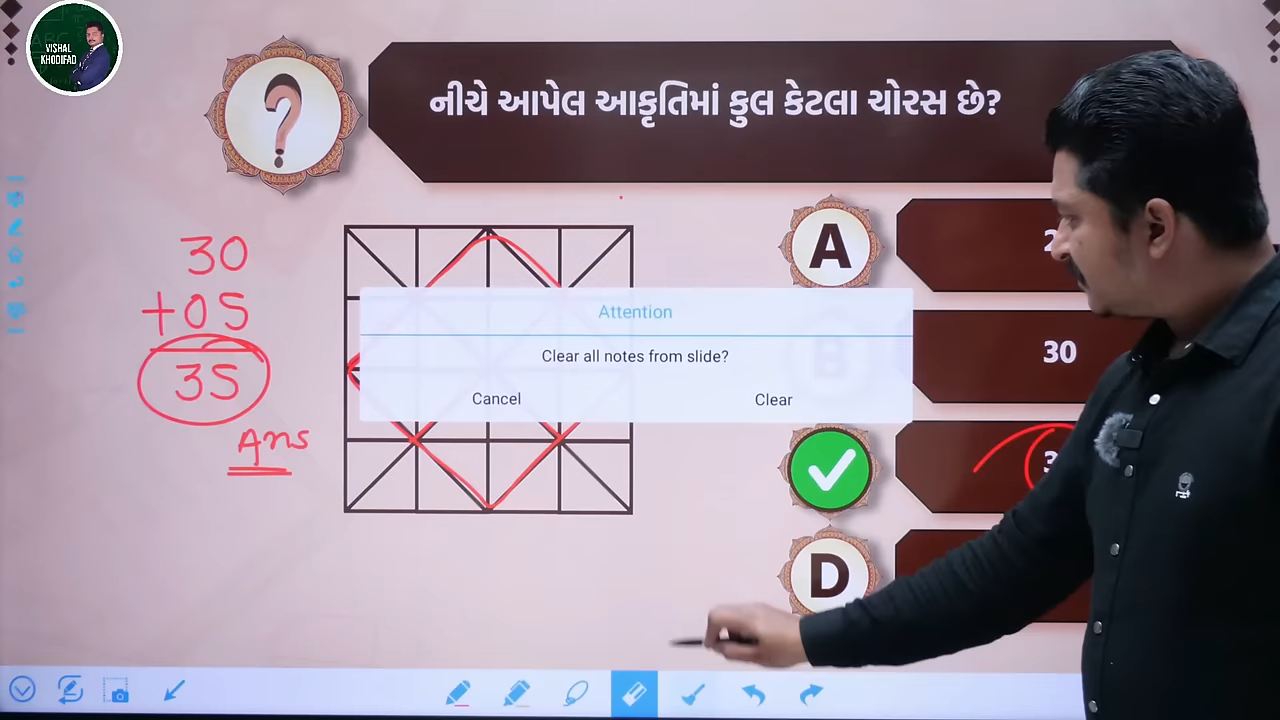 VISHAL
KHODIFAD
નીચે આપેલ આકૃતિમાં કુલ કેટલા ચોરસ છે?
30
+05
35
Ans
A
30
D
Attention
Clear all notes from slide?
Cancel
Clear